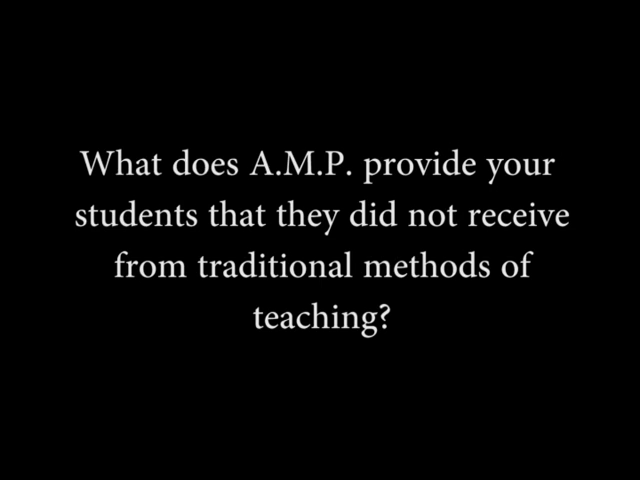 What does A.M.P. provide your
students that they did not receive
from traditional methods of
teaching?